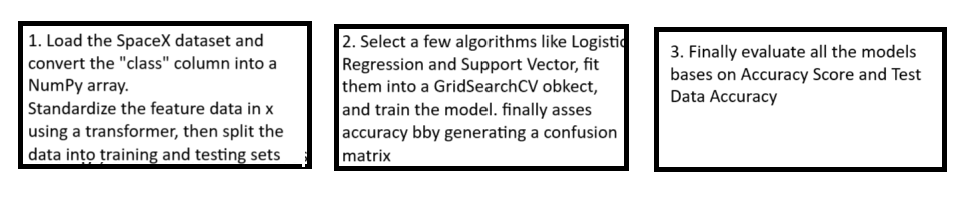 1. Load the SpaceX dataset and
convert the "class" column into a
NumPy array.
Standardize the feature data in x
using a transformer, then split the
data into training and testing sets
2. Select a few algorithms like Logistic
Regression and Support Vector, fit
them into a GridSearchCV obkect,
and train the model. finally asses
accuracy bby generating a confusion
matrix
3. Finally evaluate all the models
bases on Accuracy Score and Test
Data Accuracy